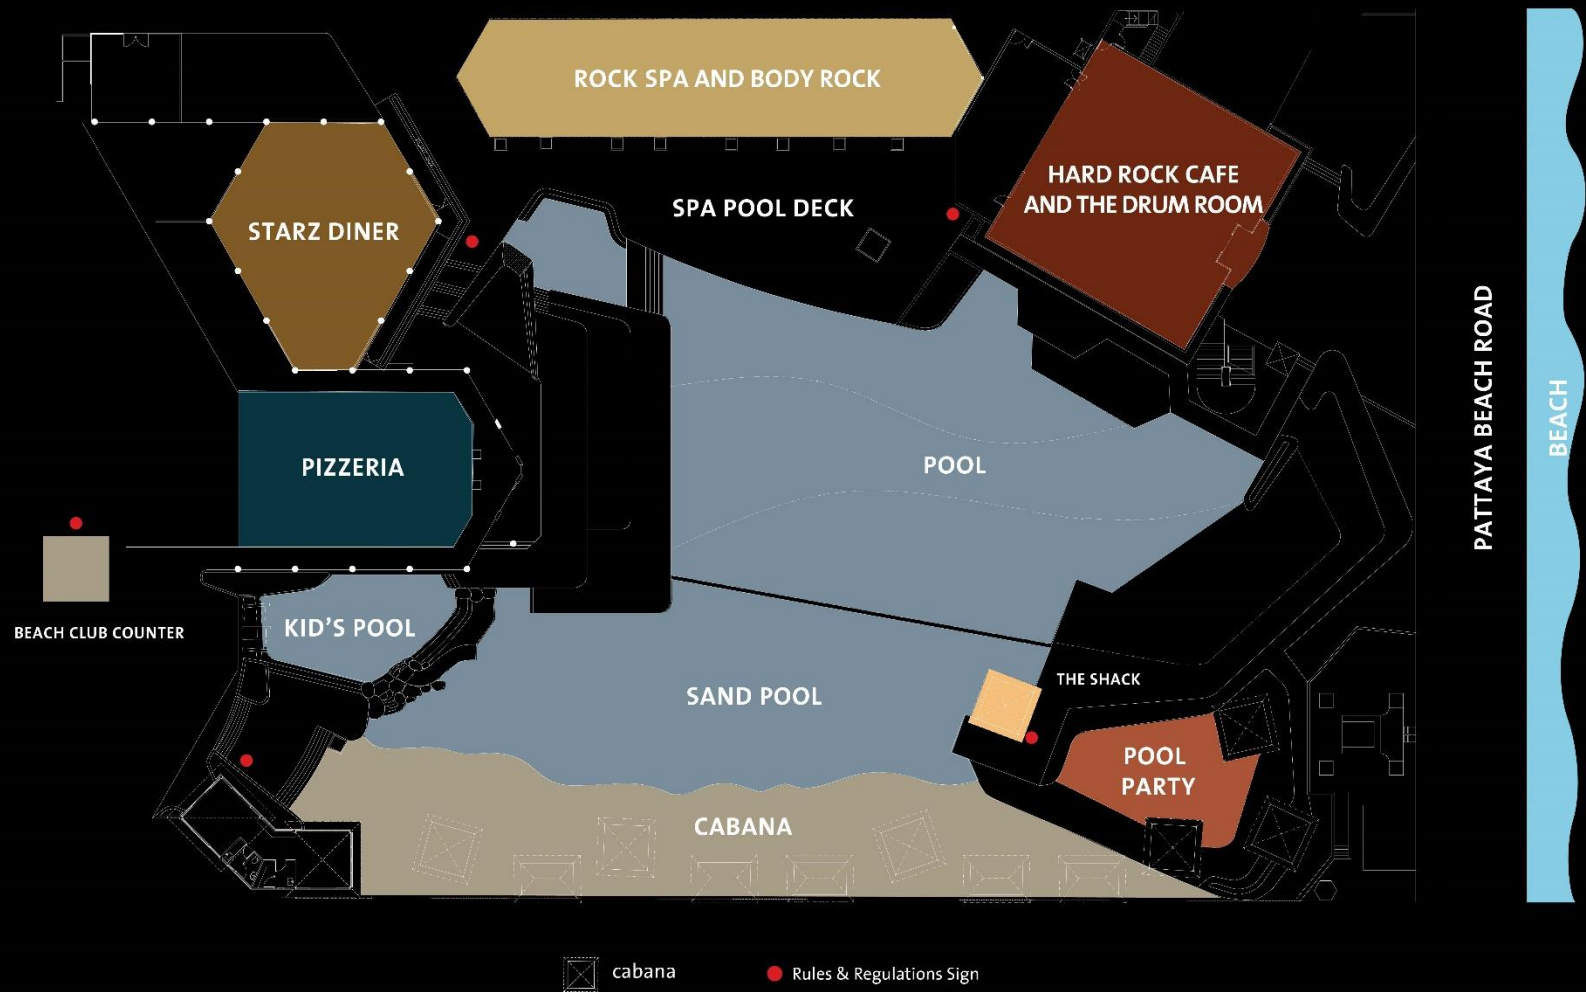 ROCK SPA AND BODY ROCK
HARD ROCK CAFE
AND THE DRUM ROOM
SPA POOL DECK
STARZ DINER
PATTAYA BEACH ROAD
BEACH
PIZZERIA
POOL
BEACH CLUB COUNTER
KID'S POOL
SAND POOL
THE SHACK
POOL
PARTY
CABANA
cabana
Rules & Regulations Sign